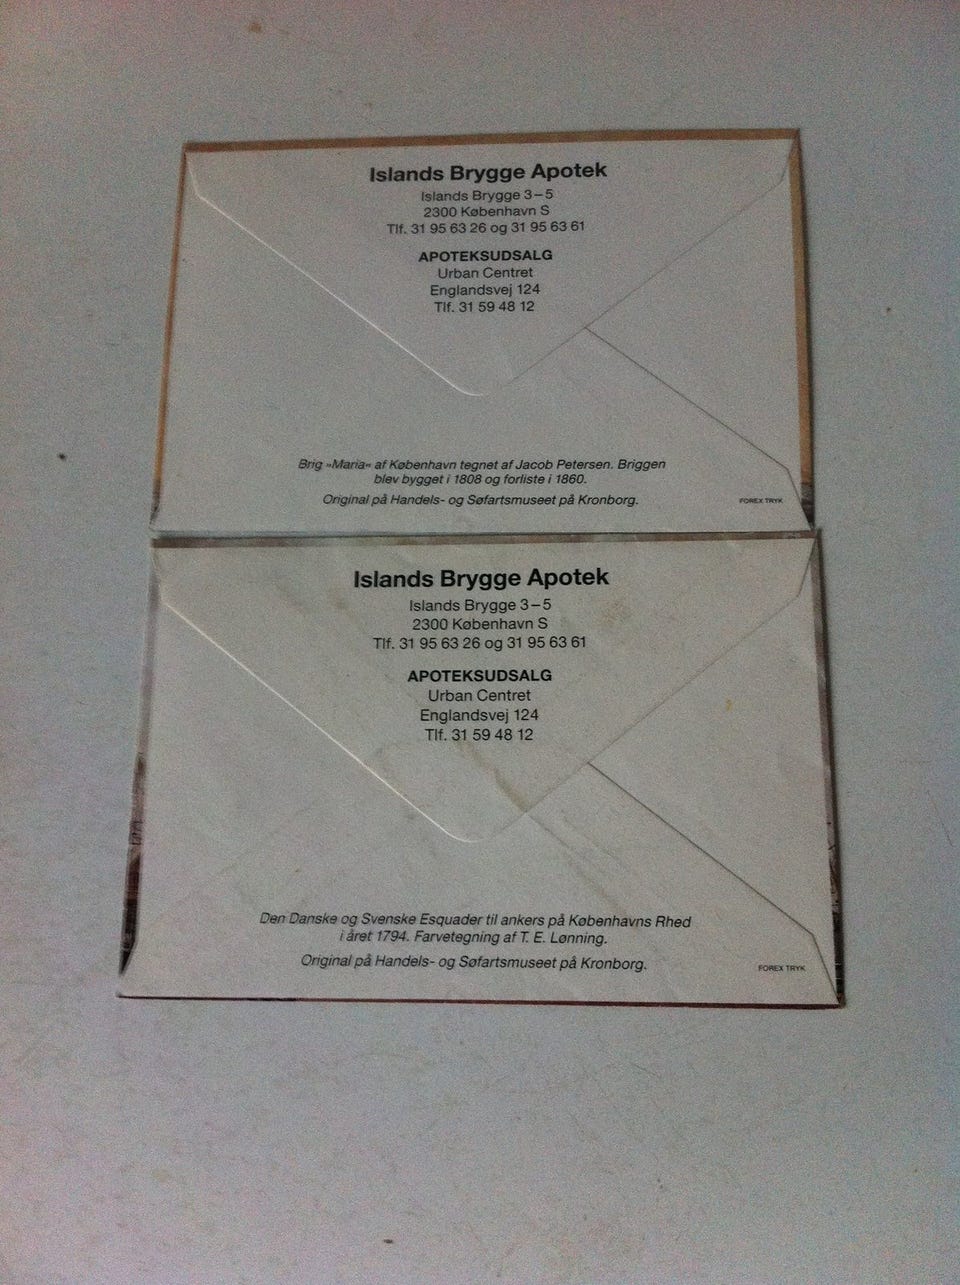 Islands Brygge Apotek
Islands Brygge 3–5
2300 København S
Tlf. 31 95 63 26 og 31 95 63 61
APOTEKSUDSALG
Urban Centret
Englandsvej 124
Tlf. 31 59 48 12
Brig »Maria« af København tegnet af Jacob Petersen. Briggen
blev bygget i 1808 og forliste i 1860.
Original på Handels- og Søfartsmuseet på Kronborg.
FOREX TRYK
Islands Brygge Apotek
Islands Brygge 3–5
2300 København S
Tlf. 31 95 63 26 og 31 95 63 61
APOTEKSUDSALG
Urban Centret
Englandsvej 124
Tlf. 31 59 48 12
Den Danske og Svenske Esquader til ankers på Københavns Rhed
i året 1794. Farvetegning af T. E. Lønning.
Original på Handels- og Søfartsmuseet på Kronborg.
FOREX TRYK